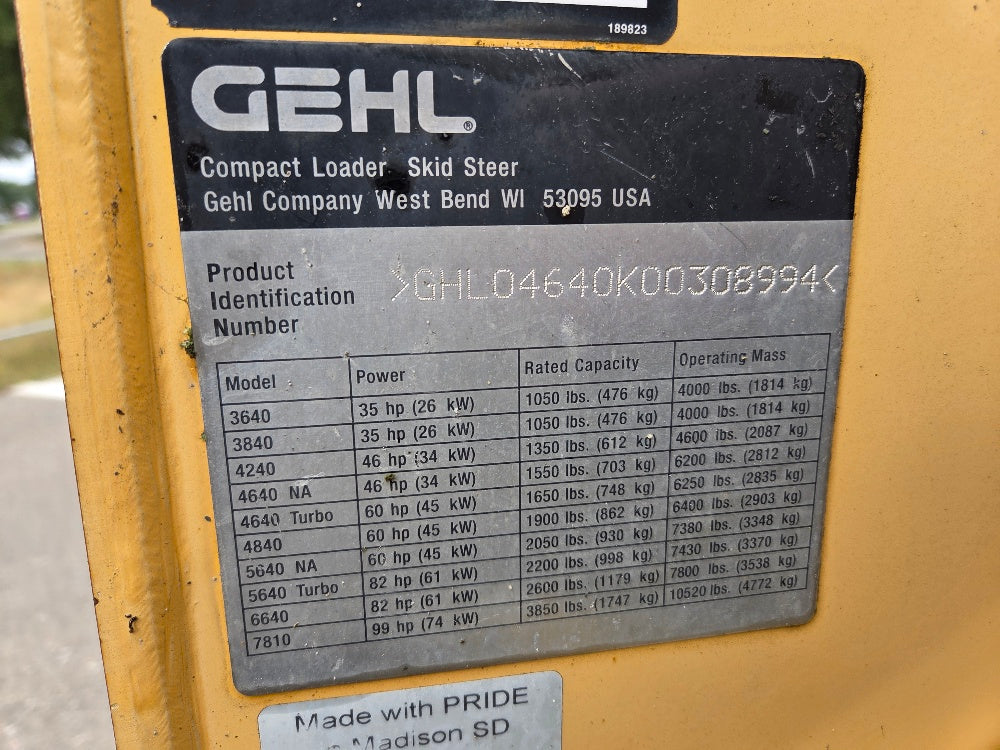 189823
GEHL®
Compact Loader Skid Steer
Gehl Company West Bend WI 53095 USA
Product
Identification
Number
>GHL04640K00308994<
Model Power Rated Capacity Operating Mass
3640 35 hp (26 kW) 1050 lbs. (476 kg) 4000 lbs. (1814 kg)
3840 35 hp (26 kW) 1050 lbs. (476 kg) 4000 lbs. (1814 kg)
4240 46 hp (34 kW) 1350 lbs. (612 kg) 4600 lbs. (2087 kg)
4640 NA 46 hp (34 kW) 1550 lbs. (703 kg) 6200 lbs. (2812 kg)
4640 Turbo 60 hp (45 kW) 1650 lbs. (748 kg) 6250 lbs. (2835 kg)
4840 60 hp (45 kW) 1900 lbs. (862 kg) 6400 lbs. (2903 kg)
5640 NA 60 hp (45 kW) 2050 lbs. (930 kg) 7380 lbs. (3348 kg)
5640 Turbo 82 hp (61 kW) 2200 lbs. (998 kg) 7430 lbs. (3370 kg)
6640 82 hp (61 kW) 2600 lbs. (1179 kg) 7800 lbs. (3538 kg)
7810 99 hp (74 kW) 3850 lbs. (1747 kg) 10520 lbs. (4772 kg)
Made with PRIDE
Madison SD